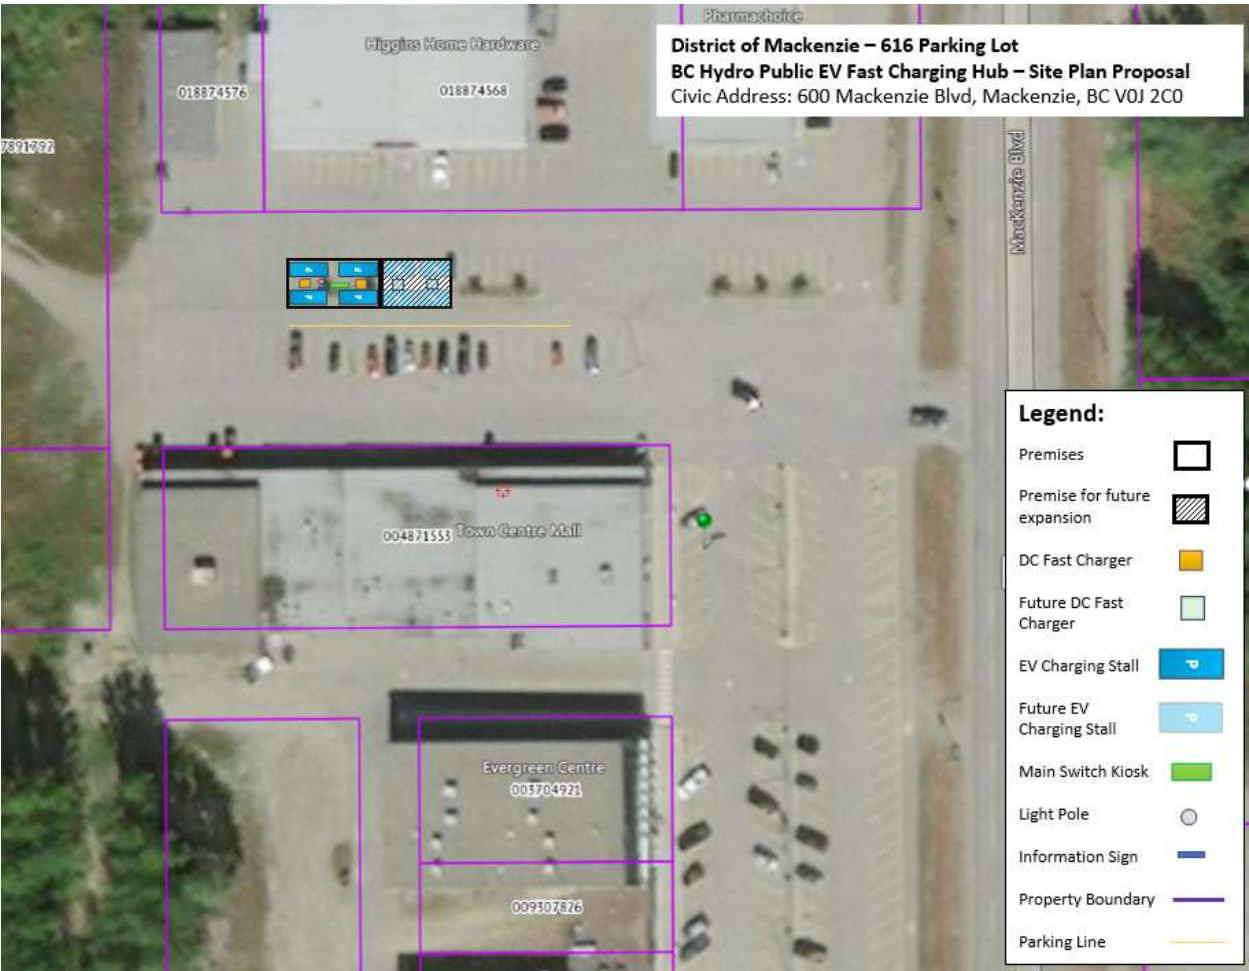 Pharmachoice
District of Mackenzie – 616 Parking Lot
BC Hydro Public EV Fast Charging Hub – Site Plan Proposal
Civic Address: 600 Mackenzie Blvd, Mackenzie, BC V0J 2C0
Higgins Home Hardware
018874576
018874568
7891792
MacKenzie Blvd
P
P
P
P
Legend:
Premises
Premise for future
expansion
DC Fast Charger
Future DC Fast
Charger
EV Charging Stall
P
Future EV
Charging Stall
P
Main Switch Kiosk
Light Pole
Information Sign
Property Boundary
Parking Line
004871553
Town Centre Mall
Evergreen Centre
003704921
009307826